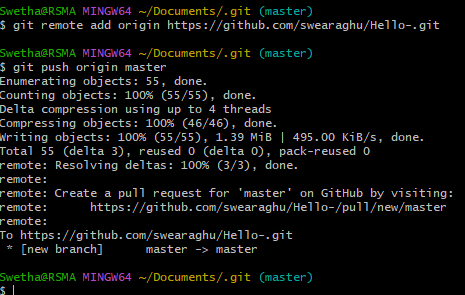 Swetha@RSMA MINGW64 ~/Documents/.git (master)
$ git remote add origin https://github.com/swearaghu/Hello-.git
Swetha@RSMA MINGW64 ~/Documents/.git (master)
$ git push origin master
Enumerating objects: 55, done.
Counting objects: 100% (55/55), done.
Delta compression using up to 4 threads
Compressing objects: 100% (46/46), done.
Writing objects: 100% (55/55), 1.39 MiB | 495.00 KiB/s, done.
Total 55 (delta 3), reused 0 (delta 0), pack-reused 0
remote: Resolving deltas: 100% (3/3), done.
remote:
remote: Create a pull request for 'master' on GitHub by visiting:
remote:      https://github.com/swearaghu/Hello-/pull/new/master
remote:
To https://github.com/swearaghu/Hello-.git
 * [new branch]      master -> master
Swetha@RSMA MINGW64 ~/Documents/.git (master)
$